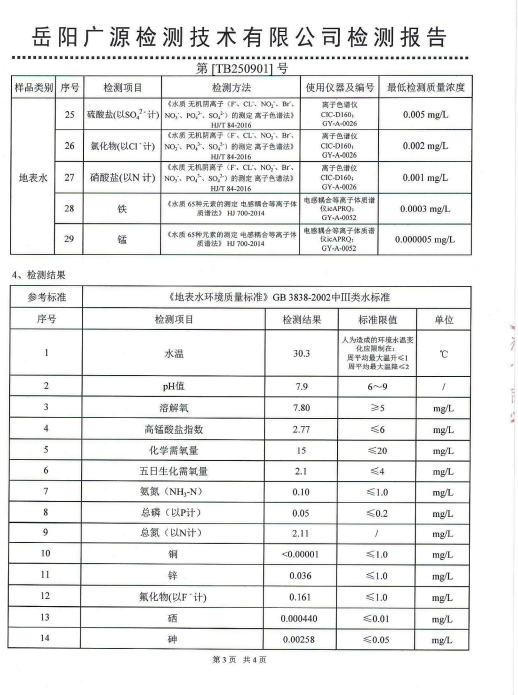 岳阳广源检测技术有限公司检测报告
第 [TB250901] 号
样品类别 序号 检测项目 检测方法 使用仪器及编号 最低检测质量浓度
地表水
25 硫酸盐(以SO₄²⁻计) 《水质 无机阴离子（F⁻、CL⁻、NO₂⁻、Br⁻、NO₃⁻、PO₄³⁻、SO₄²⁻）的测定 离子色谱法》HJ/T 84-2016 离子色谱仪 CIC-D160；GY-A-0026 0.005 mg/L
26 氯化物(以Cl⁻计) 《水质 无机阴离子（F⁻、CL⁻、NO₂⁻、Br⁻、NO₃⁻、PO₄³⁻、SO₄²⁻）的测定 离子色谱法》HJ/T 84-2016 离子色谱仪 CIC-D160；GY-A-0026 0.002 mg/L
27 硝酸盐(以N计) 《水质 无机阴离子（F⁻、CL⁻、NO₂⁻、Br⁻、NO₃⁻、PO₄³⁻、SO₄²⁻）的测定 离子色谱法》HJ/T 84-2016 离子色谱仪 CIC-D160；GY-A-0026 0.001 mg/L
28 铁 《水质 65种元素的测定 电感耦合等离子体质谱法》 HJ 700-2014 电感耦合等离子体质谱仪icAPRQ；GY-A-0052 0.0003 mg/L
29 锰 《水质 65种元素的测定 电感耦合等离子体质谱法》 HJ 700-2014 电感耦合等离子体质谱仪icAPRQ；GY-A-0052 0.000005 mg/L
4、检测结果
参考标准 《地表水环境质量标准》GB 3838-2002中III类水标准
序号 检测项目 检测结果 标准限值 单位
1 水温 30.3 人为造成的环境水温变化应限制在：周平均最大温升≤1 周平均最大温降≤2 ℃
2 pH值 7.9 6～9 /
3 溶解氧 7.80 ≥5 mg/L
4 高锰酸盐指数 2.77 ≤6 mg/L
5 化学需氧量 15 ≤20 mg/L
6 五日生化需氧量 2.1 ≤4 mg/L
7 氨氮（NH₃-N） 0.10 ≤1.0 mg/L
8 总磷（以P计） 0.05 ≤0.2 mg/L
9 总氮（以N计） 2.11 / mg/L
10 铜 <0.00001 ≤1.0 mg/L
11 锌 0.036 ≤1.0 mg/L
12 氟化物(以F⁻计) 0.161 ≤1.0 mg/L
13 硒 0.000440 ≤0.01 mg/L
14 砷 0.00258 ≤0.05 mg/L
第 3 页 共 4 页